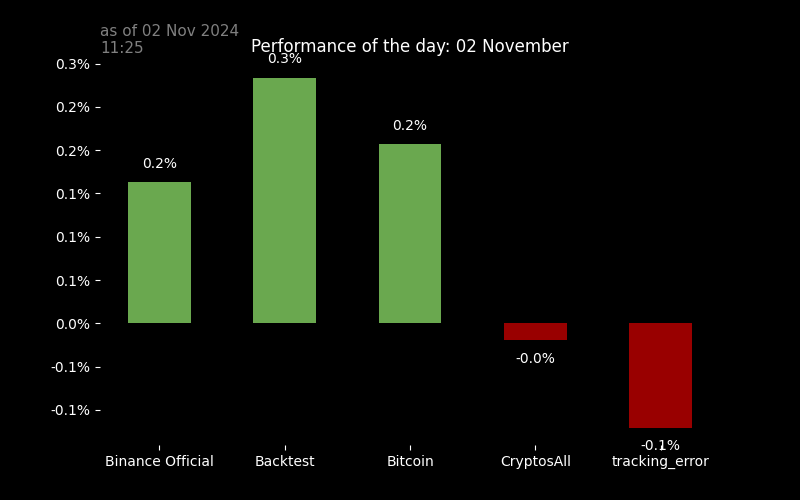 as of 02 Nov 2024
11:25
Performance of the day: 02 November
0.3%
0.2%
0.2%
0.1%
0.1%
0.1%
0.0%
-0.1%
-0.1%
0.2%
0.3%
0.2%
-0.0%
-0.1%
Binance Official
Backtest
Bitcoin
CryptosAll
tracking_error